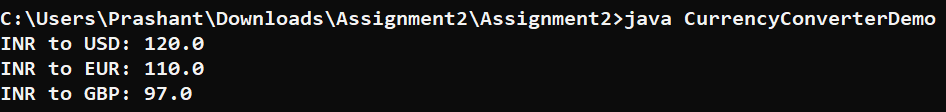 C:\Users\Prashant\Downloads\Assignment2\Assignment2>java CurrencyConverterDemo
INR to USD: 120.0
INR to EUR: 110.0
INR to GBP: 97.0